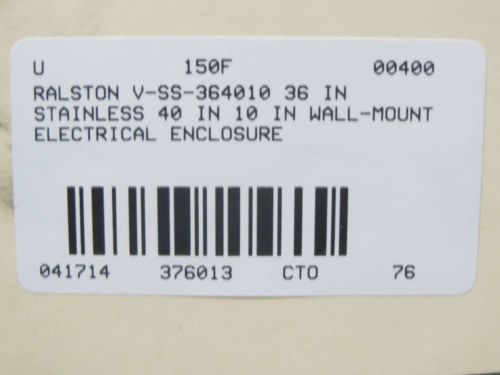 U 150F 00400
RALSTON V-SS-364010 36 IN
STAINLESS 40 IN 10 IN WALL-MOUNT
ELECTRICAL ENCLOSURE
041714 376013 CTO 76